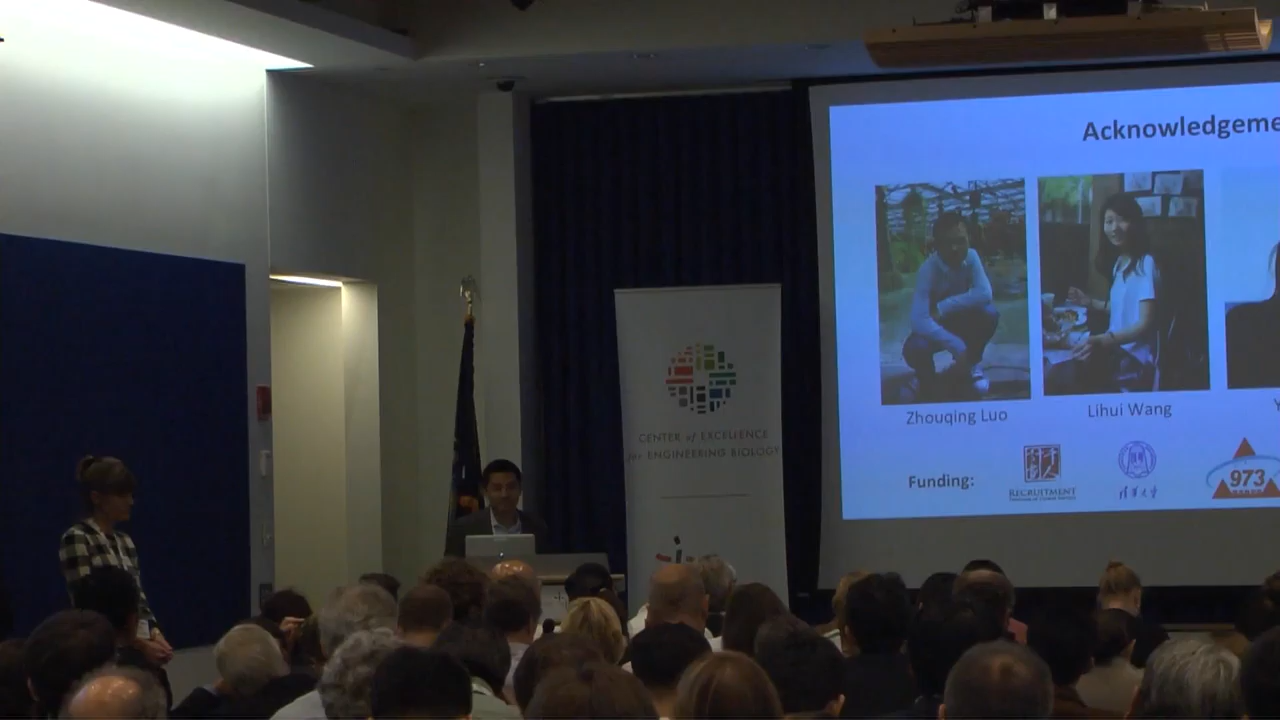 Acknowledgeme
Zhouqing Luo
Lihui Wang
Y
Funding:
RECRUITMENT
973
CENTER of EXCELLENCE
for ENGINEERING BIOLOGY